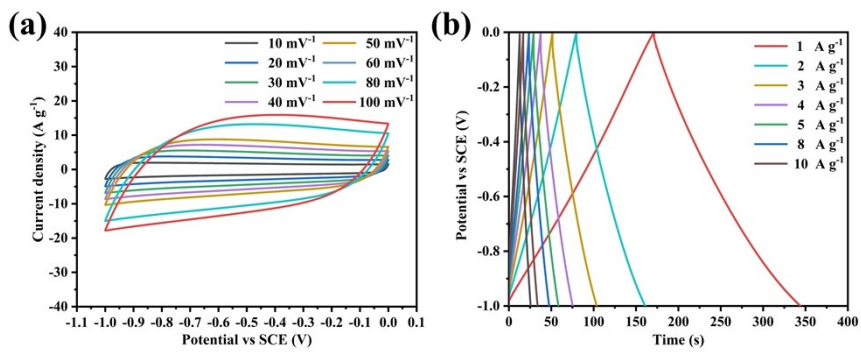 (a)
10 mV-1 50 mV-1
20 mV-1 60 mV-1
30 mV-1 80 mV-1
40 mV-1 100 mV-1
Current density (A g-1)
40
30
20
10
0
-10
-20
-30
-40
-1.1 -1.0 -0.9 -0.8 -0.7 -0.6 -0.5 -0.4 -0.3 -0.2 -0.1 0.0 0.1
Potential vs SCE (V)
(b)
1 A g-1
2 A g-1
3 A g-1
4 A g-1
5 A g-1
8 A g-1
10 A g-1
Potential vs SCE (V)
0.0
-0.2
-0.4
-0.6
-0.8
-1.0
0 50 100 150 200 250 300 350 400
Time (s)